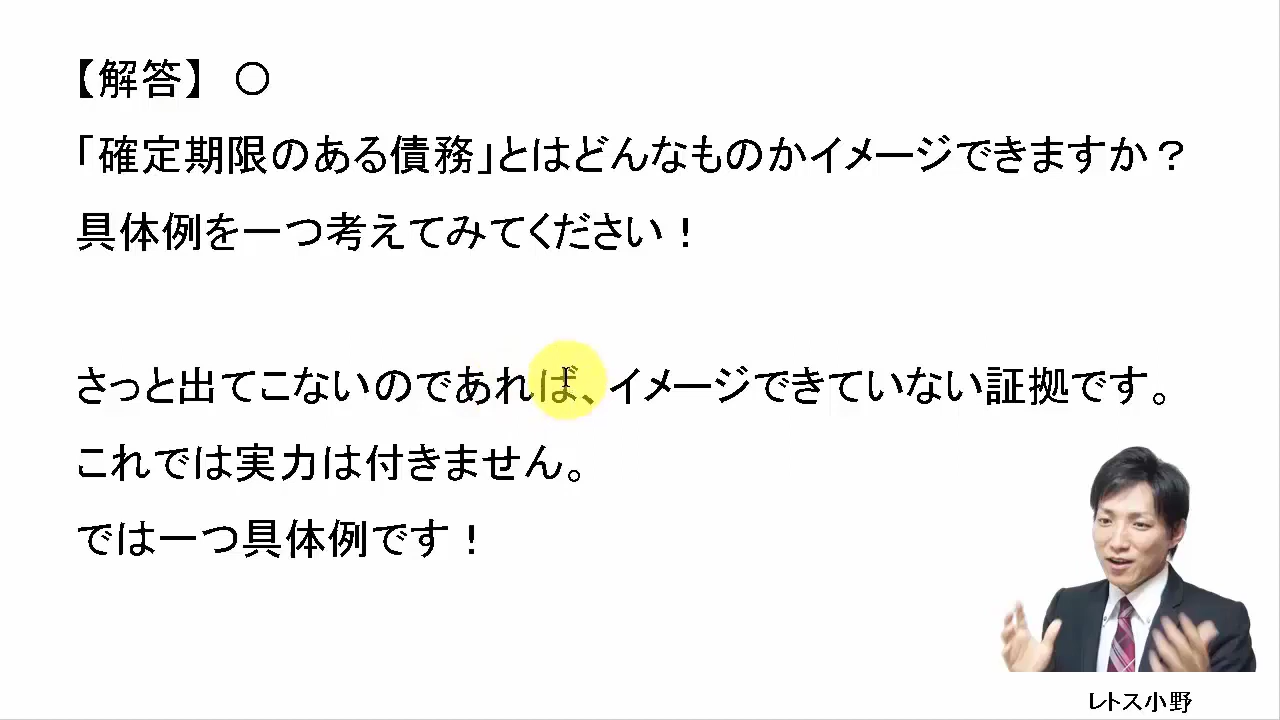 【解答】　○
「確定期限のある債務」とはどんなものかイメージできますか？
具体例を一つ考えてみてください！
さっと出てこないのであれば、イメージできていない証拠です。
これでは実力は付きません。
では一つ具体例です！
レトス小野